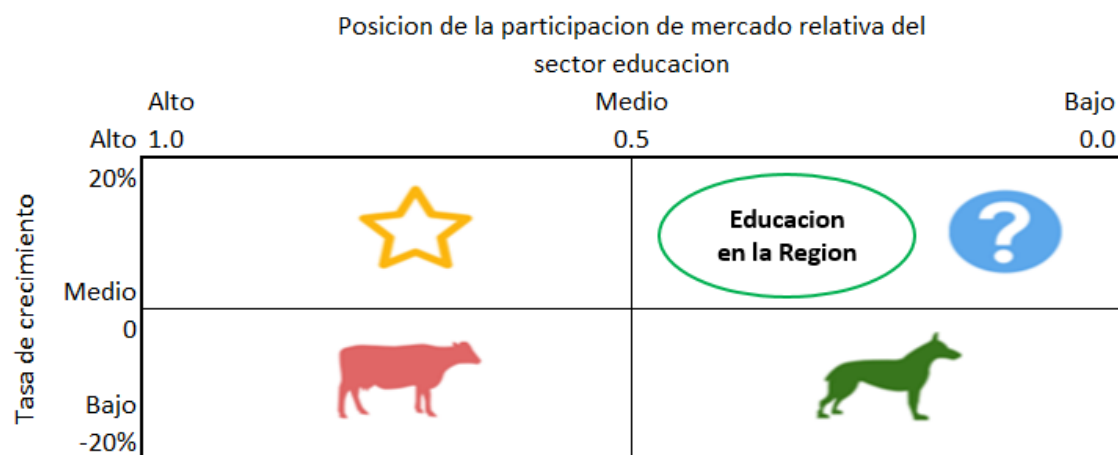 Posicion de la participacion de mercado relativa del
sector educacion
Alto Medio Bajo
Alto 1.0 0.5 0.0
20%
Educacion
en la Region
?
Tasa de crecimiento
Medio
0
Bajo
-20%